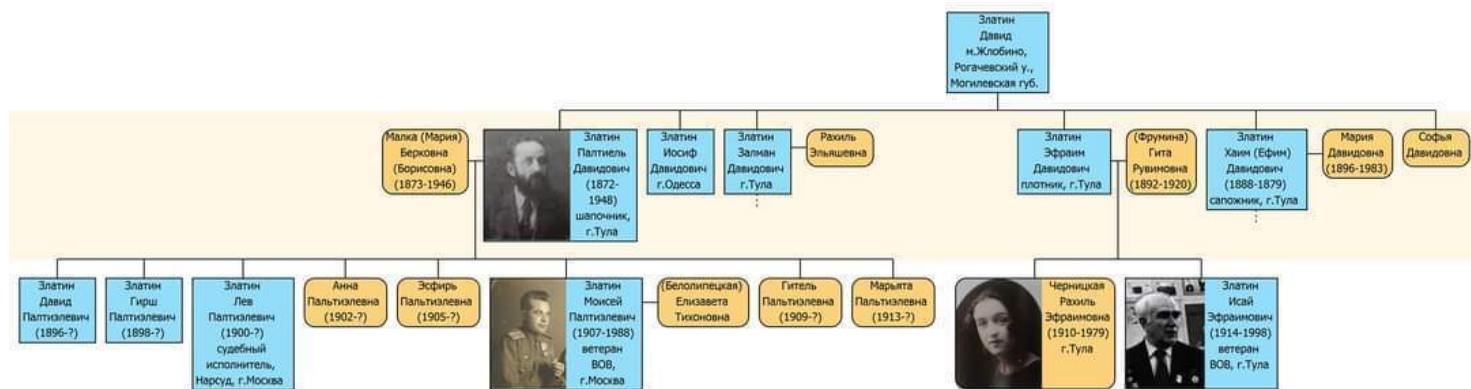 Златин
Давид
м.Жлобино,
Рогачевский у.,
Могилевская губ.
Малка (Мария)
Берковна
(Борисовна)
(1873-1946)
Златин
Палтиель
Давидович
(1872-
1948)
шапочник,
г.Тула
Златин
Иосиф
Давидович
г.Одесса
Златин
Залман
Давидович
г.Тула
Рахиль
Эльяшевна
Златин
Эфраим
Давидович
плотник, г.Тула
(Фрумина)
Гита
Рувимовна
(1892-1920)
Златин
Хаим (Ефим)
Давидович
(1888-1879)
сапожник, г.Тула
Мария
Давидовна
(1896-1983)
Софья
Давидовна
Златин
Давид
Палтиэлевич
(1896-?)
Златин
Гирш
Палтиэлевич
(1898-?)
Златин
Лев
Палтиэлевич
(1900-?)
судебный
исполнитель,
Нарсуд, г.Москва
Анна
Пальтиэлевна
(1902-?)
Эсфирь
Пальтиэлевна
(1905-?)
Златин
Моисей
Палтиэлевич
(1907-1988)
ветеран
ВОВ,
г.Москва
(Белолипецкая)
Елизавета
Тихоновна
Гитель
Пальтиэлевна
(1909-?)
Марьята
Пальтиэлевна
(1913-?)
Черницкая
Рахиль
Эфраимовна
(1910-1979)
г.Тула
Златин
Исай
Эфраимович
(1914-1998)
ветеран
ВОВ, г.Тула